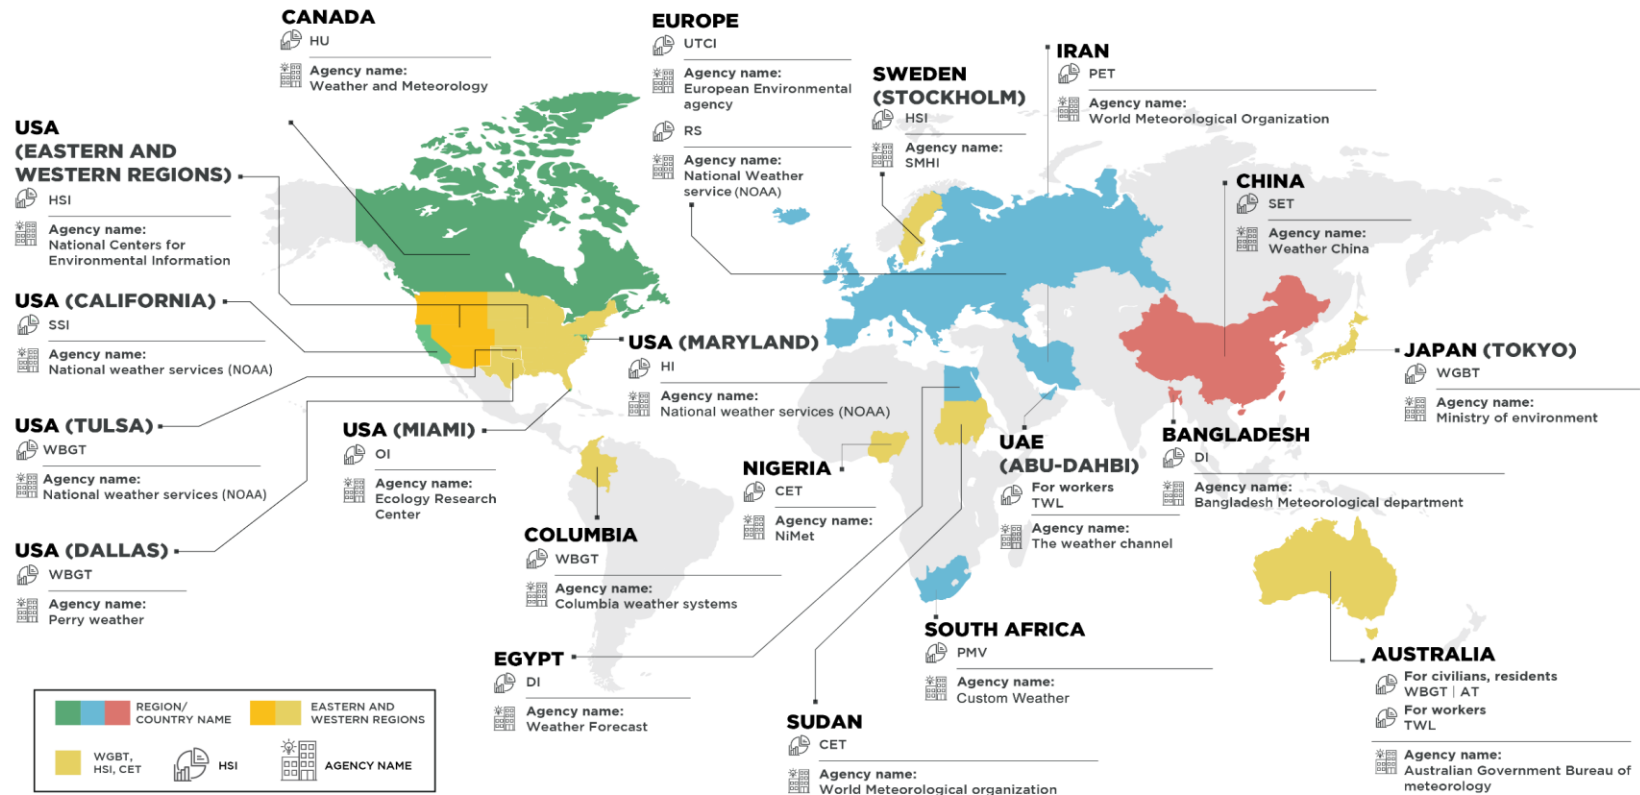 CANADA
HU
Agency name:
Weather and Meteorology
EUROPE
UTCI
Agency name:
European Environmental
agency
RS
Agency name:
National Weather
service (NOAA)
SWEDEN
(STOCKHOLM)
HSI
Agency name:
SMHI
IRAN
PET
Agency name:
World Meteorological Organization
USA
(EASTERN AND
WESTERN REGIONS)
HSI
Agency name:
National Centers for
Environmental Information
CHINA
SET
Agency name:
Weather China
USA (CALIFORNIA)
SSI
Agency name:
National weather services (NOAA)
USA (MARYLAND)
HI
Agency name:
National weather services (NOAA)
JAPAN (TOKYO)
WGBT
Agency name:
Ministry of environment
USA (TULSA)
WBGT
Agency name:
National weather services (NOAA)
USA (MIAMI)
OI
Agency name:
Ecology Research
Center
NIGERIA
CET
Agency name:
NiMet
UAE
(ABU-DAHBI)
For workers
TWL
Agency name:
The weather channel
BANGLADESH
DI
Agency name:
Bangladesh Meteorological department
USA (DALLAS)
WBGT
Agency name:
Perry weather
COLUMBIA
WBGT
Agency name:
Columbia weather systems
SOUTH AFRICA
PMV
Agency name:
Custom Weather
EGYPT
DI
Agency name:
Weather Forecast
AUSTRALIA
For civilians, residents
WBGT | AT
For workers
TWL
Agency name:
Australian Government Bureau of
meteorology
SUDAN
CET
Agency name:
World Meteorological organization
REGION/
COUNTRY NAME
EASTERN AND
WESTERN REGIONS
WGBT,
HSI, CET
HSI
AGENCY NAME